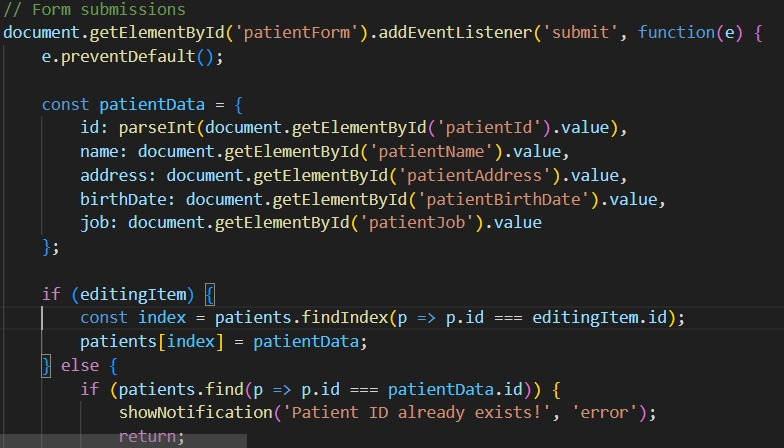 // Form submissions
document.getElementById('patientForm').addEventListener('submit', function(e) {
    e.preventDefault();

    const patientData = {
        id: parseInt(document.getElementById('patientId').value),
        name: document.getElementById('patientName').value,
        address: document.getElementById('patientAddress').value,
        birthDate: document.getElementById('patientBirthDate').value,
        job: document.getElementById('patientJob').value
    };

    if (editingItem) {
        const index = patients.findIndex(p => p.id === editingItem.id);
        patients[index] = patientData;
    } else {
        if (patients.find(p => p.id === patientData.id)) {
            showNotification('Patient ID already exists!', 'error');
            return;